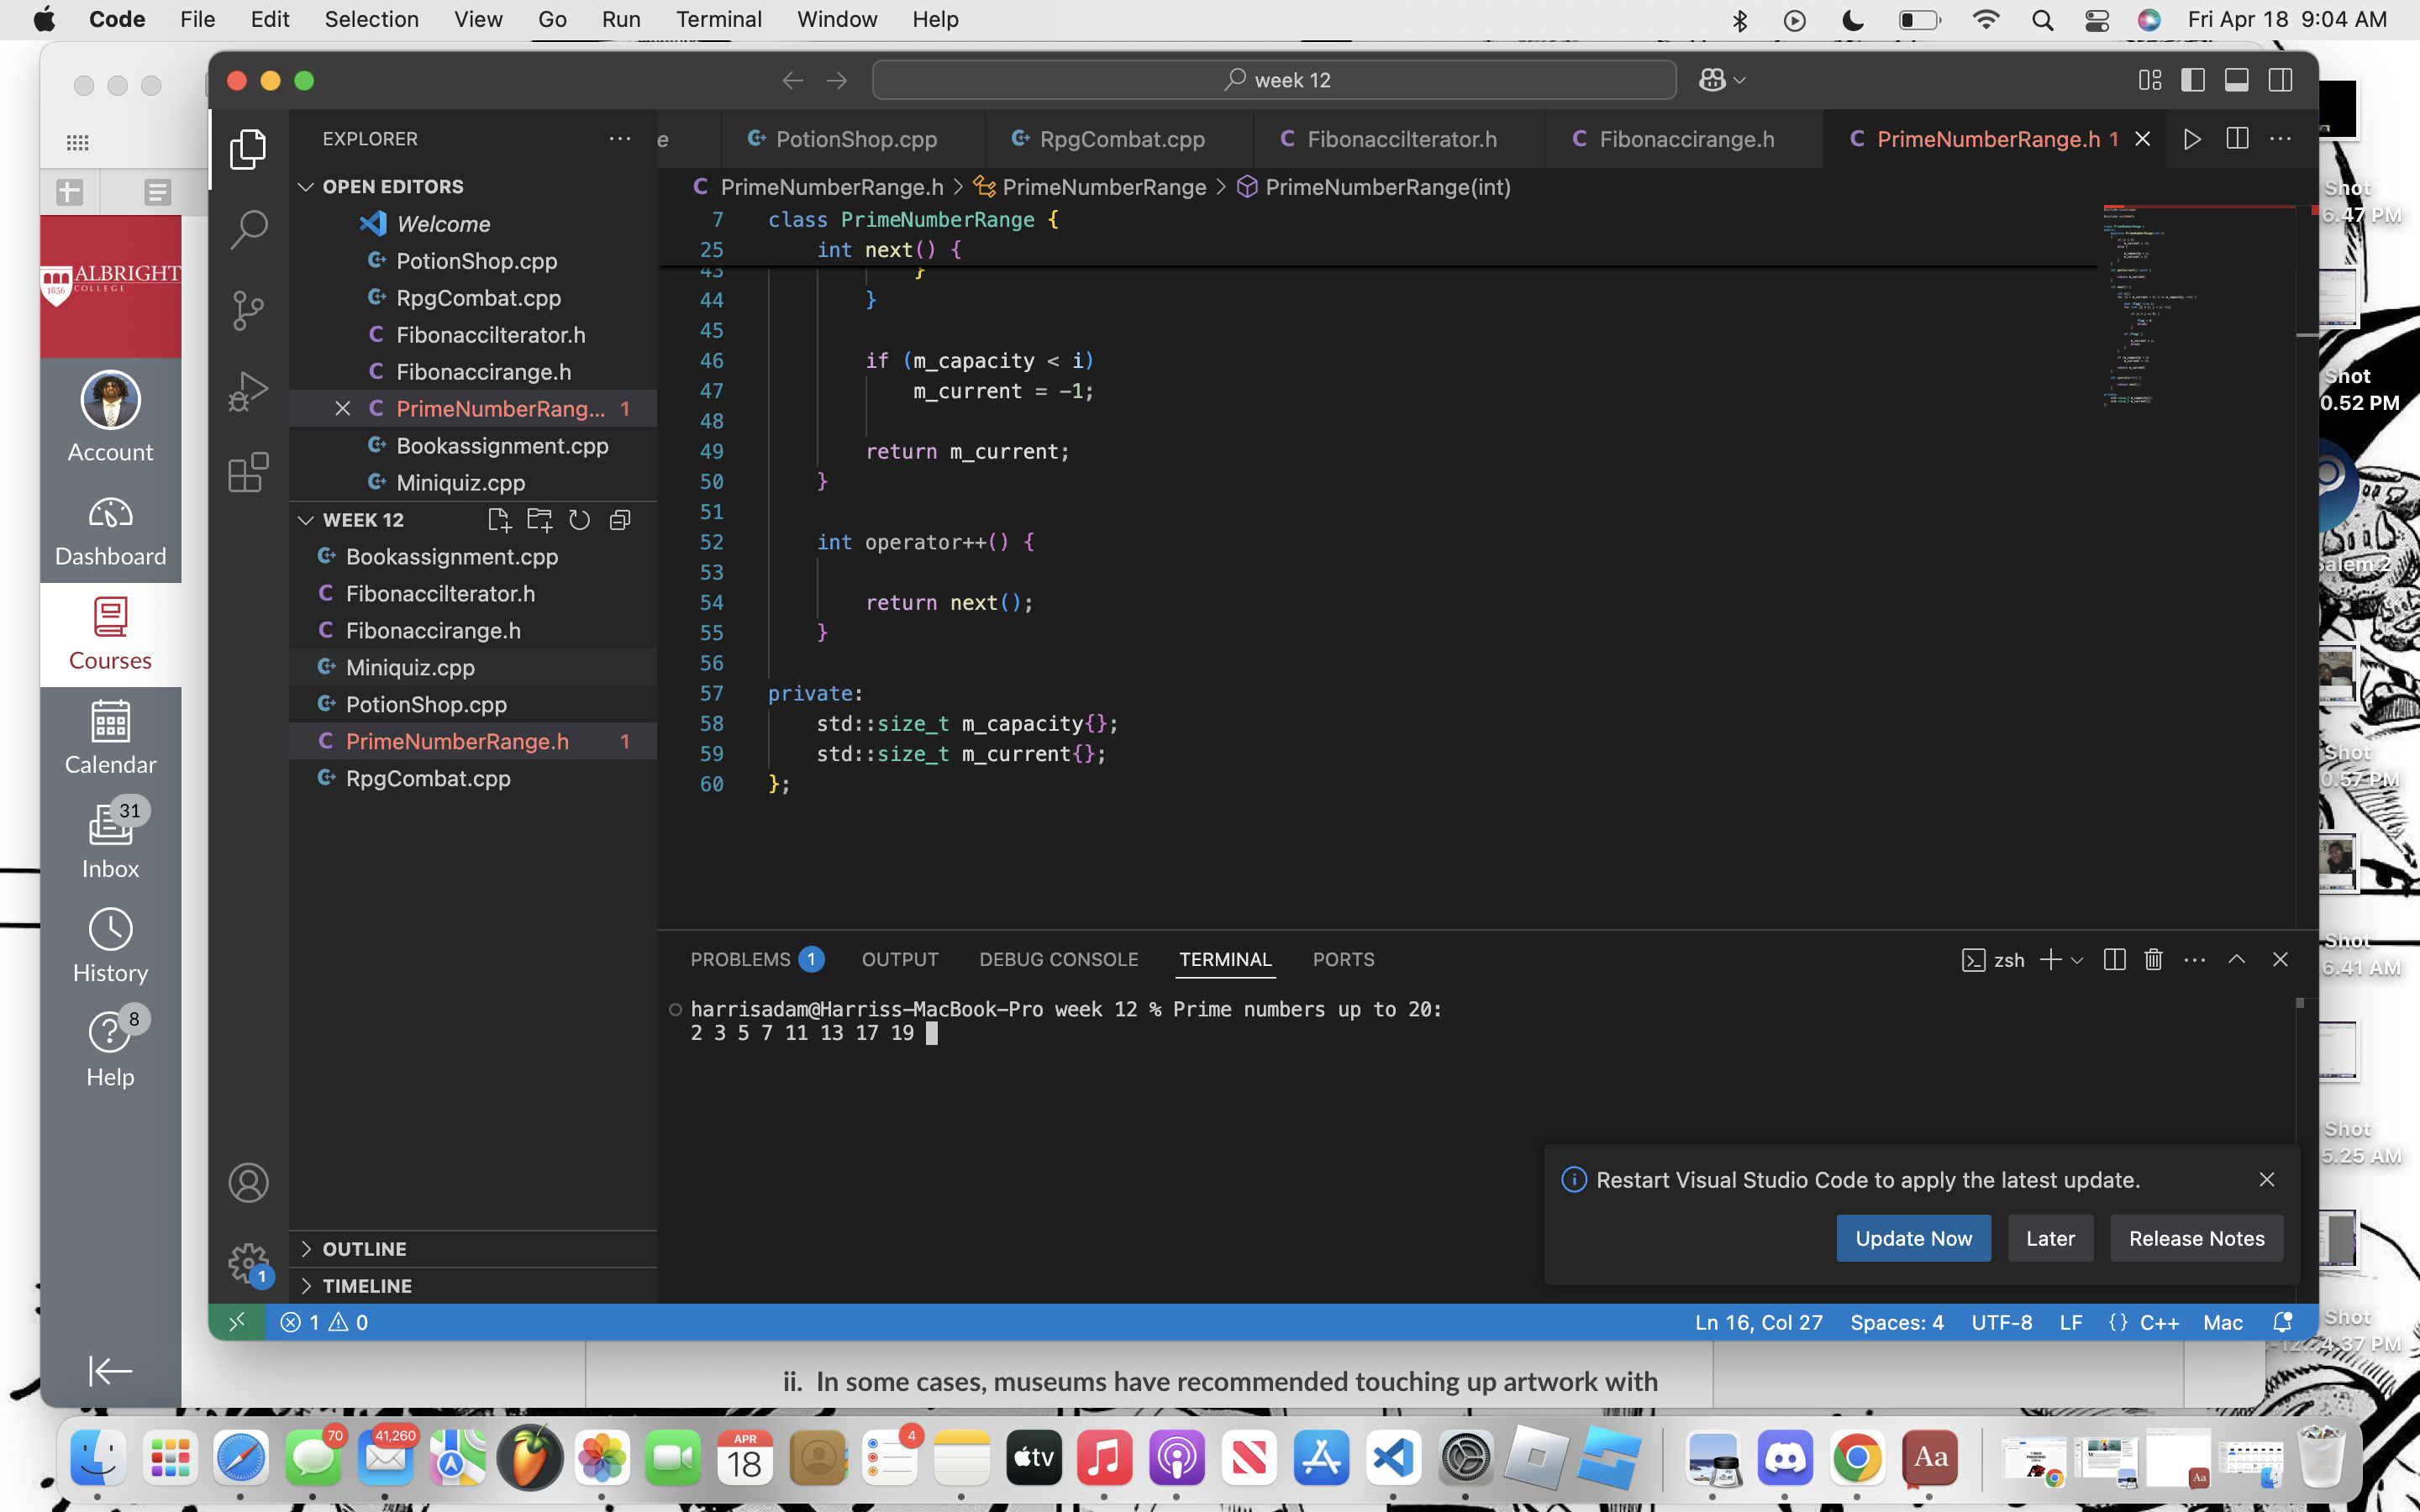 Code File Edit Selection View Go Run Terminal Window Help Fri Apr 18 9:04 AM
week 12
EXPLORER
e PotionShop.cpp RpgCombat.cpp FibonacciIterator.h Fibonaccirange.h PrimeNumberRange.h 1
OPEN EDITORS
Welcome
PotionShop.cpp
RpgCombat.cpp
FibonacciIterator.h
Fibonaccirange.h
PrimeNumberRang... 1
Bookassignment.cpp
Miniquiz.cpp
WEEK 12
Bookassignment.cpp
FibonacciIterator.h
Fibonaccirange.h
Miniquiz.cpp
PotionShop.cpp
PrimeNumberRange.h 1
RpgCombat.cpp
OUTLINE
TIMELINE
PrimeNumberRange.h > PrimeNumberRange > PrimeNumberRange(int)
7 class PrimeNumberRange {
25 int next() {
43 }
44 }
45
46 if (m_capacity < i)
47 m_current = -1;
48
49 return m_current;
50 }
51
52 int operator++() {
53
54 return next();
55 }
56
57 private:
58 std::size_t m_capacity{};
59 std::size_t m_current{};
60 };
PROBLEMS 1 OUTPUT DEBUG CONSOLE TERMINAL PORTS zsh
harrisadam@Harriss-MacBook-Pro week 12 % Prime numbers up to 20:
2 3 5 7 11 13 17 19
Restart Visual Studio Code to apply the latest update.
Update Now Later Release Notes
1
1 0 Ln 16, Col 27 Spaces: 4 UTF-8 LF {} C++ Mac
ALBRIGHT
COLLEGE
1856
Account
Dashboard
Courses
Calendar
31
Inbox
History
8
Help
Shot
6.47 PM
Shot
0.52 PM
alem 2
Shot
0.57 PM
Shot
6.41 AM
Shot
5.25 AM
Shot
4.37 PM
ii. In some cases, museums have recommended touching up artwork with
70 41,260 APR 18 4 tv Aa